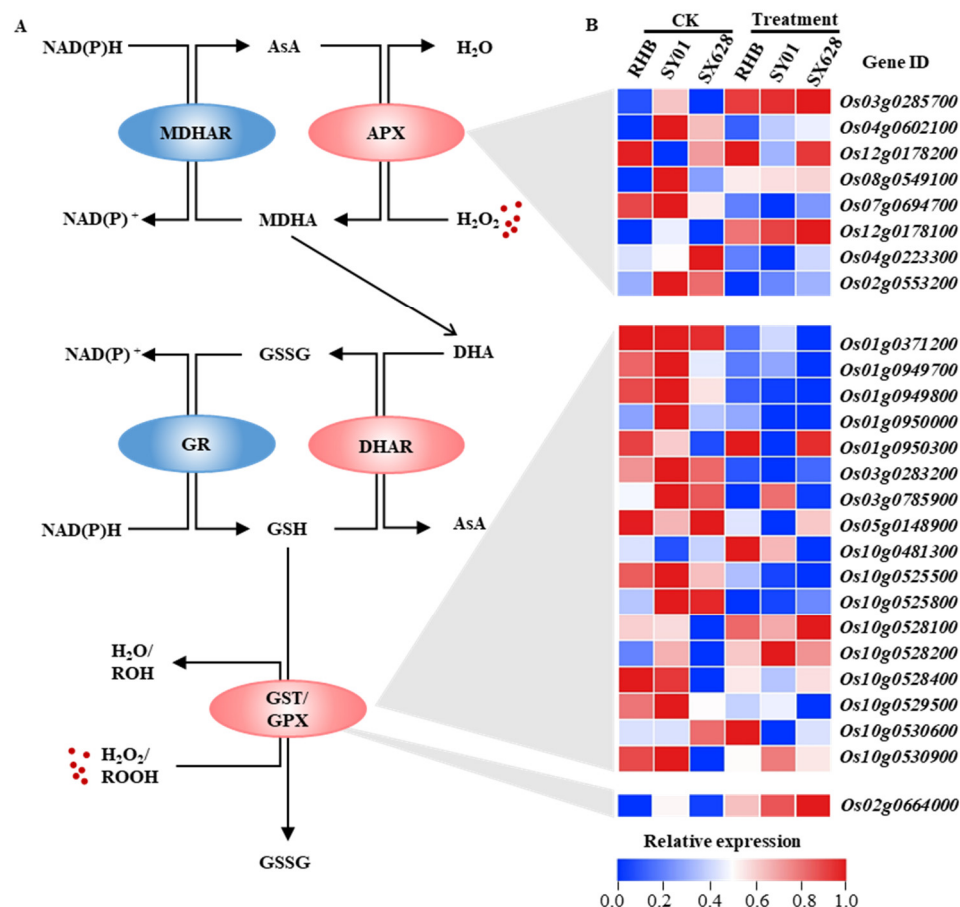 A
NAD(P)H
AsA
H₂O
MDHAR
APX
NAD(P)⁺
MDHA
H₂O₂
NAD(P)⁺
GSSG
DHA
GR
DHAR
NAD(P)H
GSH
AsA
H₂O/
ROH
GST/
GPX
H₂O₂/
ROOH
GSSG
B
CK
Treatment
RHB
SY01
SX628
RHB
SY01
SX628
Gene ID
Os03g0285700
Os04g0602100
Os12g0178200
Os08g0549100
Os07g0694700
Os12g0178100
Os04g0223300
Os02g0553200
Os01g0371200
Os01g0949700
Os01g0949800
Os01g0950000
Os01g0950300
Os03g0283200
Os03g0785900
Os05g0148900
Os10g0481300
Os10g0525500
Os10g0525800
Os10g0528100
Os10g0528200
Os10g0528400
Os10g0529500
Os10g0530600
Os10g0530900
Os02g0664000
Relative expression
0.0 0.2 0.4 0.6 0.8 1.0